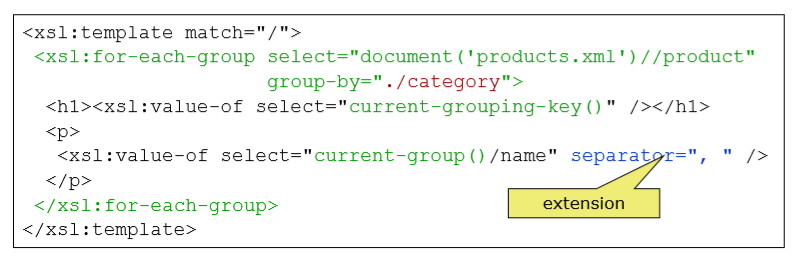 <xsl:template match="/">
<xsl:for-each-group select="document('products.xml')//product"
group-by="./category">
<h1><xsl:value-of select="current-grouping-key()" /></h1>
<p>
<xsl:value-of select="current-group()/name" separator=", " />
</p>
extension
</xsl:for-each-group>
</xsl:template>